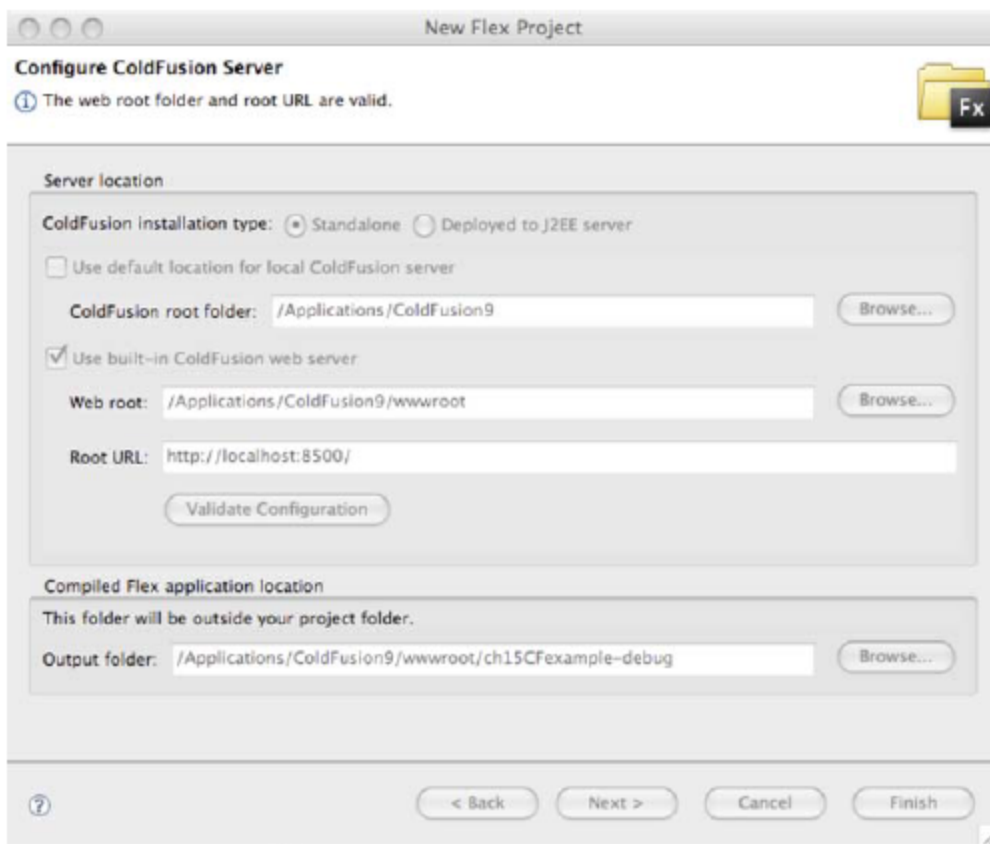 New Flex Project
Configure ColdFusion Server
The web root folder and root URL are valid.
Fx
Server location
ColdFusion installation type: Standalone Deployed to J2EE server
Use default location for local ColdFusion server
ColdFusion root folder: /Applications/ColdFusion9 Browse...
Use built-in ColdFusion web server
Web root: /Applications/ColdFusion9/wwwroot Browse...
Root URL: http://localhost:8500/
Validate Configuration
Compiled Flex application location
This folder will be outside your project folder.
Output folder: /Applications/ColdFusion9/wwwroot/ch15CFexample-debug Browse...
? < Back Next > Cancel Finish